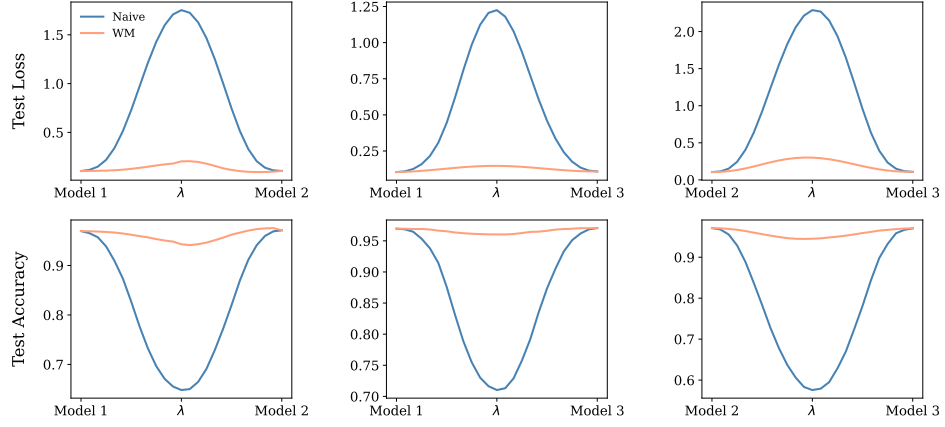 Test Loss
1.5
1.0
0.5
Naive
WM
Model 1 λ Model 2
1.25
1.00
0.75
0.50
0.25
Model 1 λ Model 3
2.0
1.5
1.0
0.5
0.0
Model 2 λ Model 3
Test Accuracy
0.9
0.8
0.7
Model 1 λ Model 2
0.95
0.90
0.85
0.80
0.75
0.70
Model 1 λ Model 3
0.9
0.8
0.7
0.6
Model 2 λ Model 3